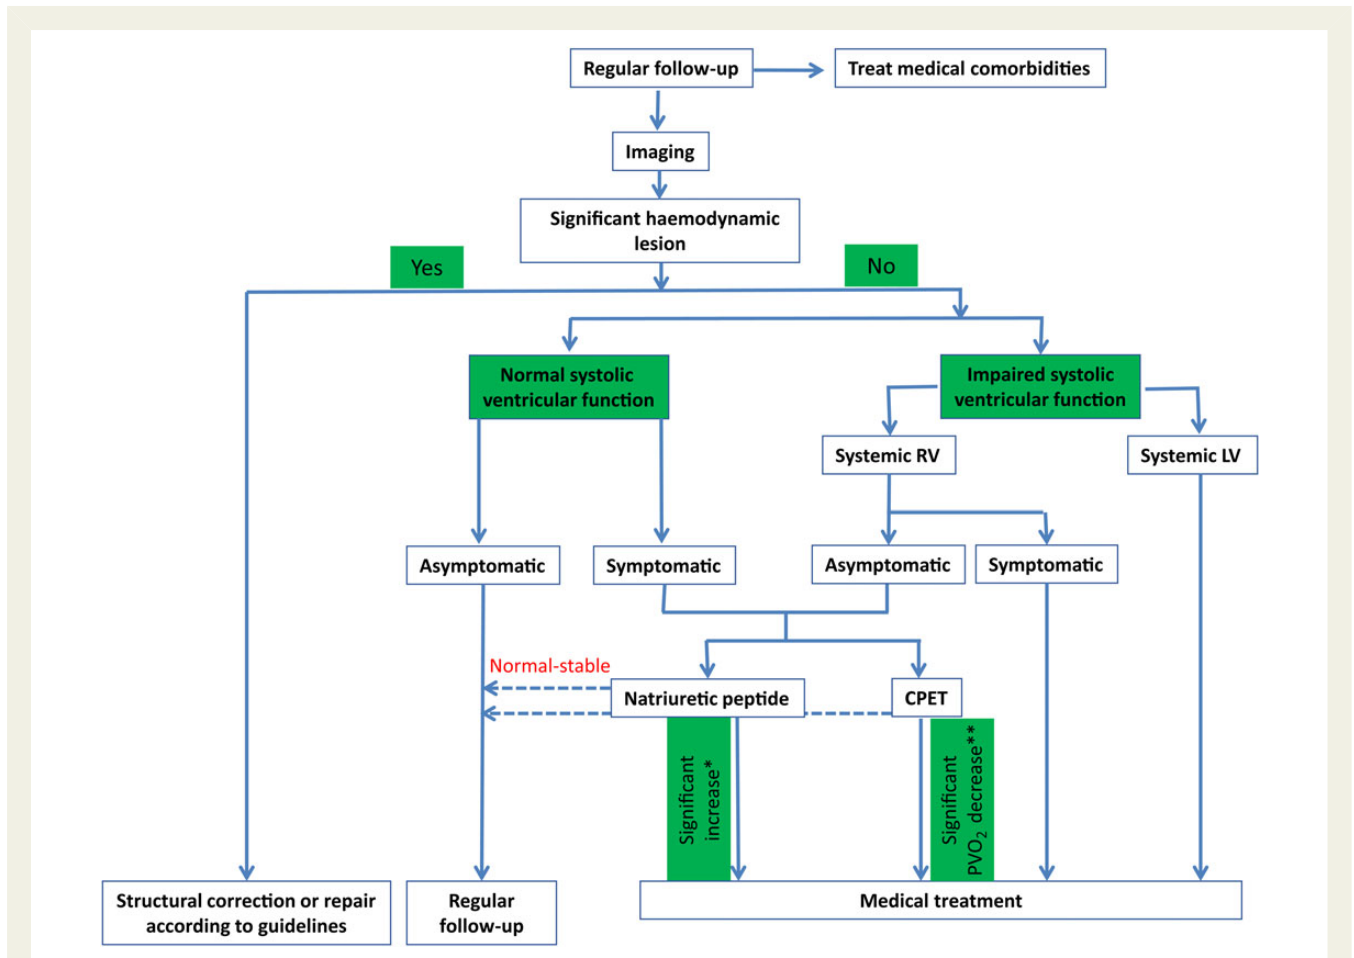 Regular follow-up
Treat medical comorbidities
Imaging
Significant haemodynamic
lesion
Yes
No
Normal systolic
ventricular function
Impaired systolic
ventricular function
Systemic RV
Systemic LV
Asymptomatic
Symptomatic
Asymptomatic
Symptomatic
Normal-stable
Natriuretic peptide
CPET
Significant
increase*
Significant
PVO₂ decrease**
Structural correction or repair
according to guidelines
Regular
follow-up
Medical treatment